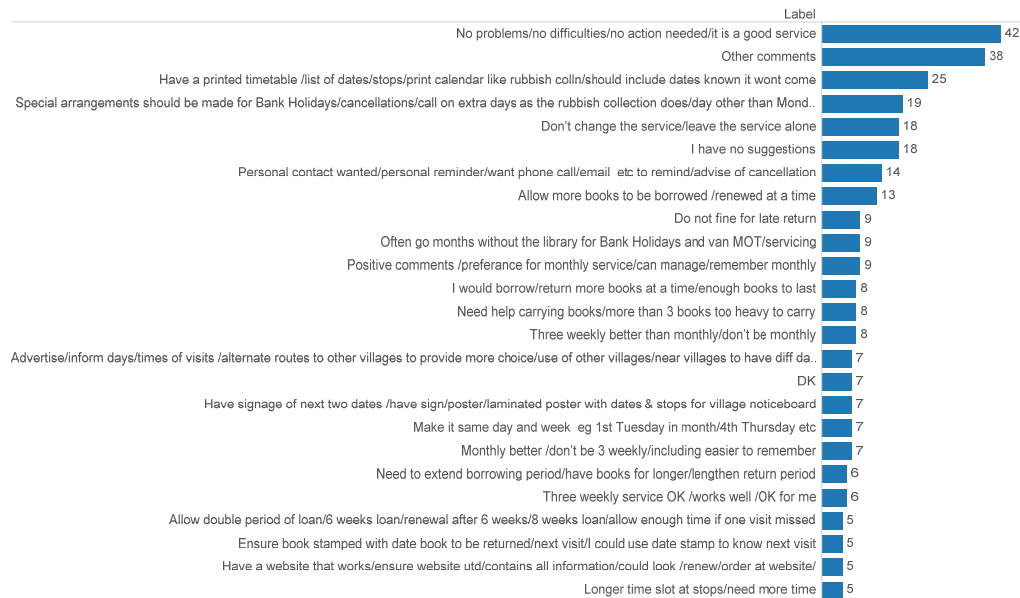 Label
No problems/no difficulties/no action needed/it is a good service 42
Other comments 38
Have a printed timetable /list of dates/stops/print calendar like rubbish colln/should include dates known it wont come 25
Special arrangements should be made for Bank Holidays/cancellations/call on extra days as the rubbish collection does/day other than Mond.. 19
Don't change the service/leave the service alone 18
I have no suggestions 18
Personal contact wanted/personal reminder/want phone call/email etc to remind/advise of cancellation 14
Allow more books to be borrowed /renewed at a time 13
Do not fine for late return 9
Often go months without the library for Bank Holidays and van MOT/servicing 9
Positive comments /preferance for monthly service/can manage/remember monthly 9
I would borrow/return more books at a time/enough books to last 8
Need help carrying books/more than 3 books too heavy to carry 8
Three weekly better than monthly/don't be monthly 8
Advertise/inform days/times of visits /alternate routes to other villages to provide more choice/use of other villages/near villages to have diff da.. 7
DK 7
Have signage of next two dates /have sign/poster/laminated poster with dates & stops for village noticeboard 7
Make it same day and week eg 1st Tuesday in month/4th Thursday etc 7
Monthly better /don't be 3 weekly/including easier to remember 7
Need to extend borrowing period/have books for longer/lengthen return period 6
Three weekly service OK /works well /OK for me 6
Allow double period of loan/6 weeks loan/renewal after 6 weeks/8 weeks loan/allow enough time if one visit missed 5
Ensure book stamped with date book to be returned/next visit/I could use date stamp to know next visit 5
Have a website that works/ensure website utd/contains all information/could look /renew/order at website/ 5
Longer time slot at stops/need more time 5